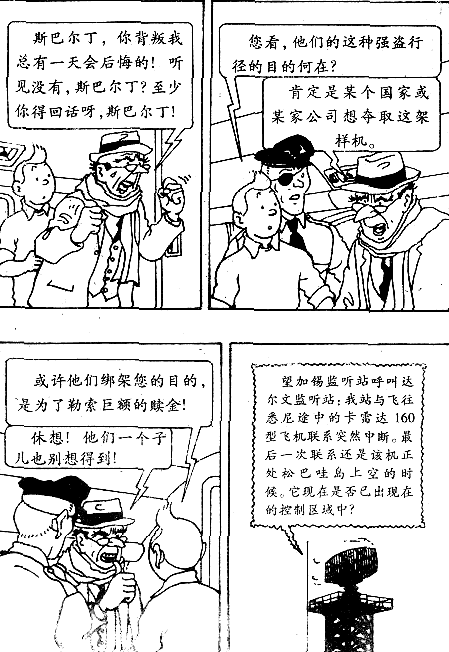 斯巴尔丁，你背叛我
总有一天会后悔的！听
见没有，斯巴尔丁？至少
你得回话呀，斯巴尔丁！
您看，他们的这种强盗行
径的目的何在？
肯定是某个国家或
某家公司想夺取这架
样机。
或许他们绑架您的目的，
是为了勒索巨额的赎金！
休想！他们一个子
儿也别想得到！
望加锡监听站呼叫达
尔文监听站：我站与飞往
悉尼途中的卡雷达160
型飞机联系突然中断。最
后一次联系还是该机正
处松巴哇岛上空的时
候。它现在是否已出现在
的控制区域中？